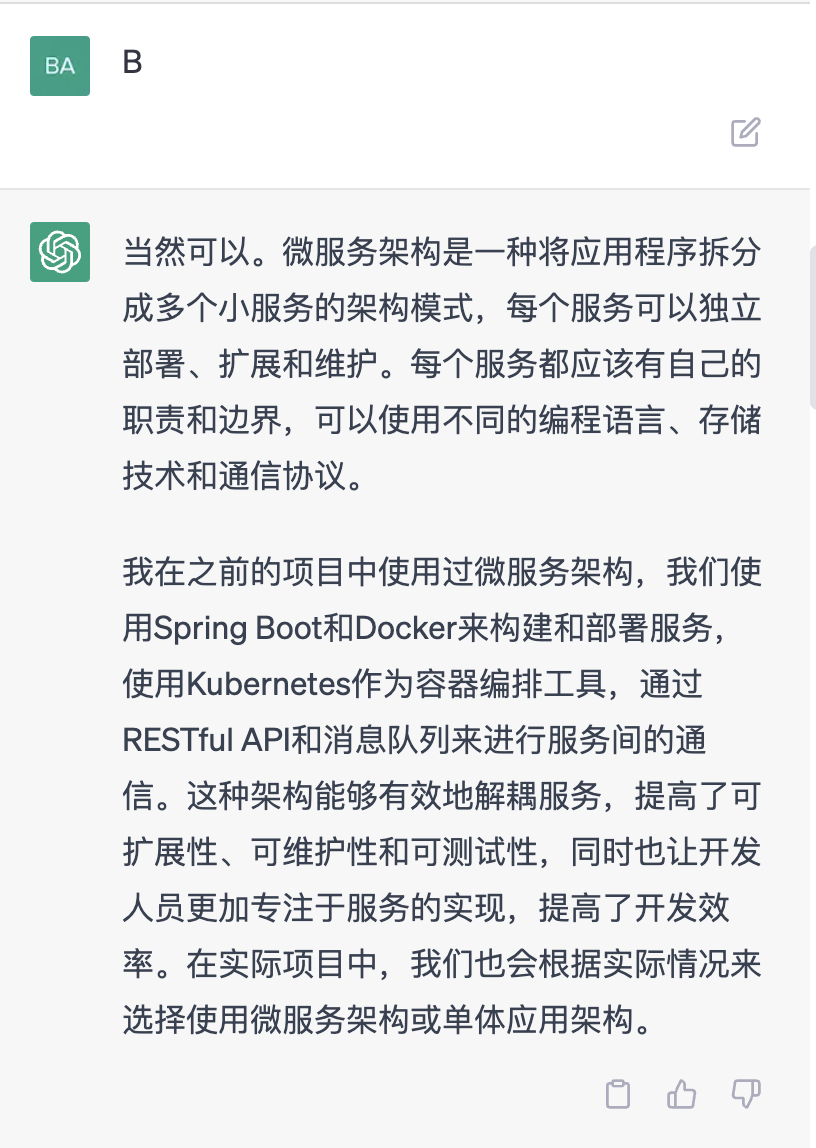 BA
B
当然可以。微服务架构是一种将应用程序拆分
成多个小服务的架构模式，每个服务可以独立
部署、扩展和维护。每个服务都应该有自己的
职责和边界，可以使用不同的编程语言、存储
技术和通信协议。
我在之前的项目中使用过微服务架构，我们使
用Spring Boot和Docker来构建和部署服务，
使用Kubernetes作为容器编排工具，通过
RESTful API和消息队列来进行服务间的通
信。这种架构能够有效地解耦服务，提高了可
扩展性、可维护性和可测试性，同时也让开发
人员更加专注于服务的实现，提高了开发效
率。在实际项目中，我们也会根据实际情况来
选择使用微服务架构或单体应用架构。